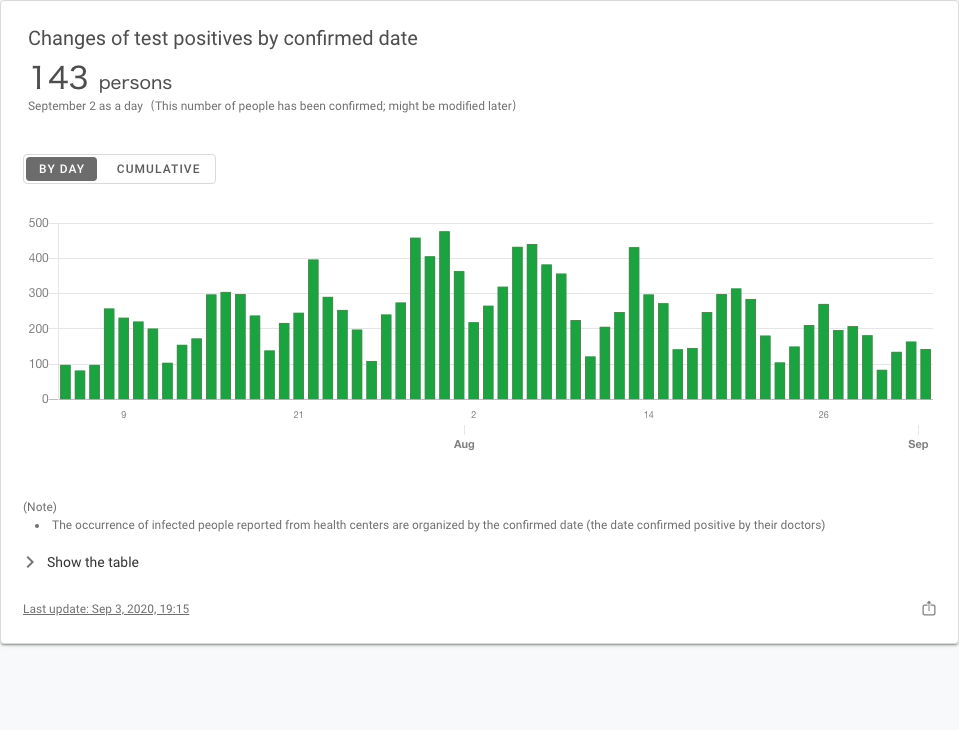 Changes of test positives by confirmed date
143 persons
September 2 as a day（This number of people has been confirmed; might be modified later）
BY DAY CUMULATIVE
500
400
300
200
100
0
9 21 2 14 26
Aug Sep
(Note)
• The occurrence of infected people reported from health centers are organized by the confirmed date (the date confirmed positive by their doctors)
Show the table
Last update: Sep 3, 2020, 19:15